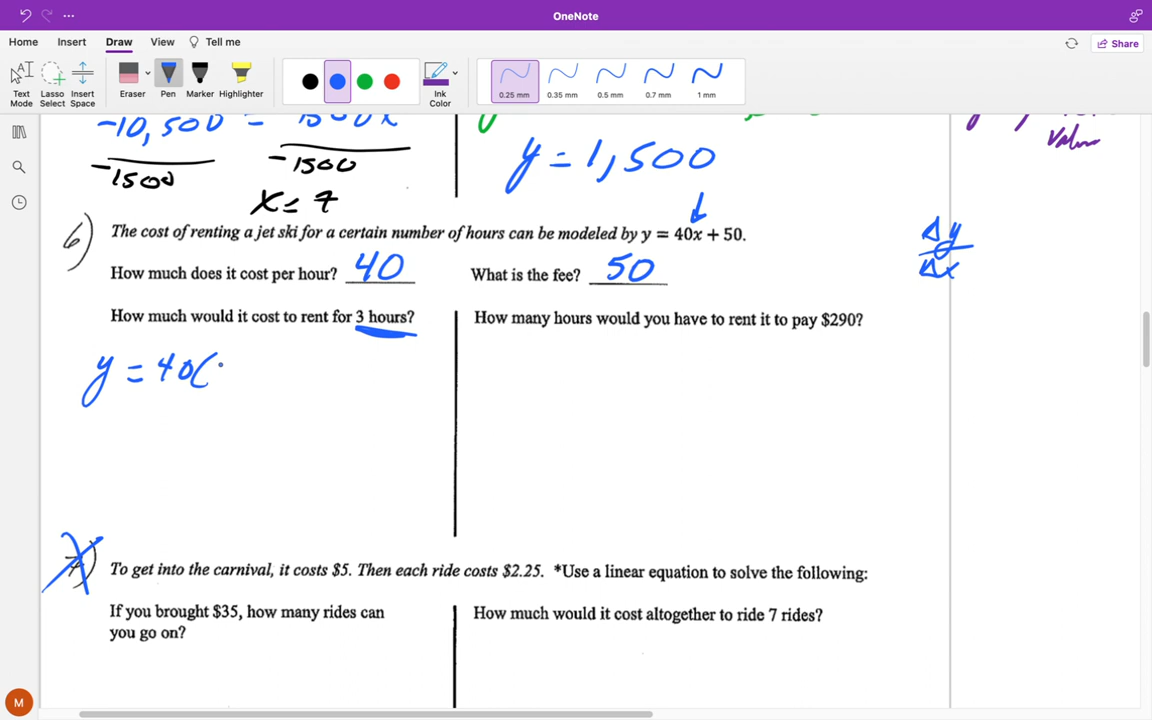 OneNote
Home Insert Draw View Tell me
Share
Text Mode
Lasso Select
Insert Space
Eraser
Pen
Marker
Highlighter
Ink Color
0.25 mm
0.35 mm
0.5 mm
0.7 mm
1 mm
-10,500 = 1500x
-1500 -1500
x = 7
y = 1,500
Value
6) The cost of renting a jet ski for a certain number of hours can be modeled by y = 40x + 50.
Δy
Δx
How much does it cost per hour? 40
What is the fee? 50
How much would it cost to rent for 3 hours?
How many hours would you have to rent it to pay $290?
y = 40(
7) To get into the carnival, it costs $5. Then each ride costs $2.25. *Use a linear equation to solve the following:
If you brought $35, how many rides can
you go on?
How much would it cost altogether to ride 7 rides?
M